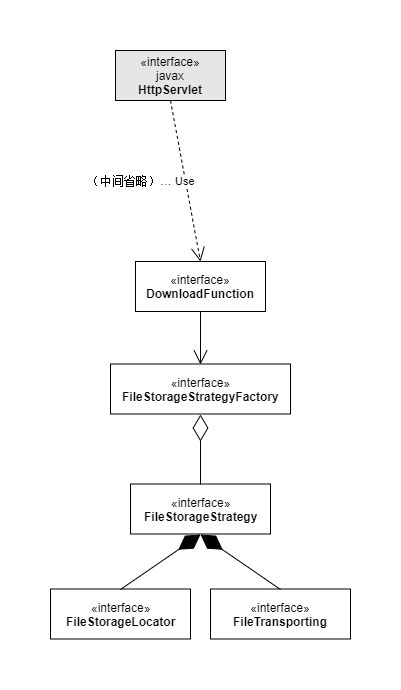 «interface»
javax
HttpServlet
（中间省略）... Use
«interface»
DownloadFunction
«interface»
FileStorageStrategyFactory
«interface»
FileStorageStrategy
«interface»
FileStorageLocator
«interface»
FileTransporting